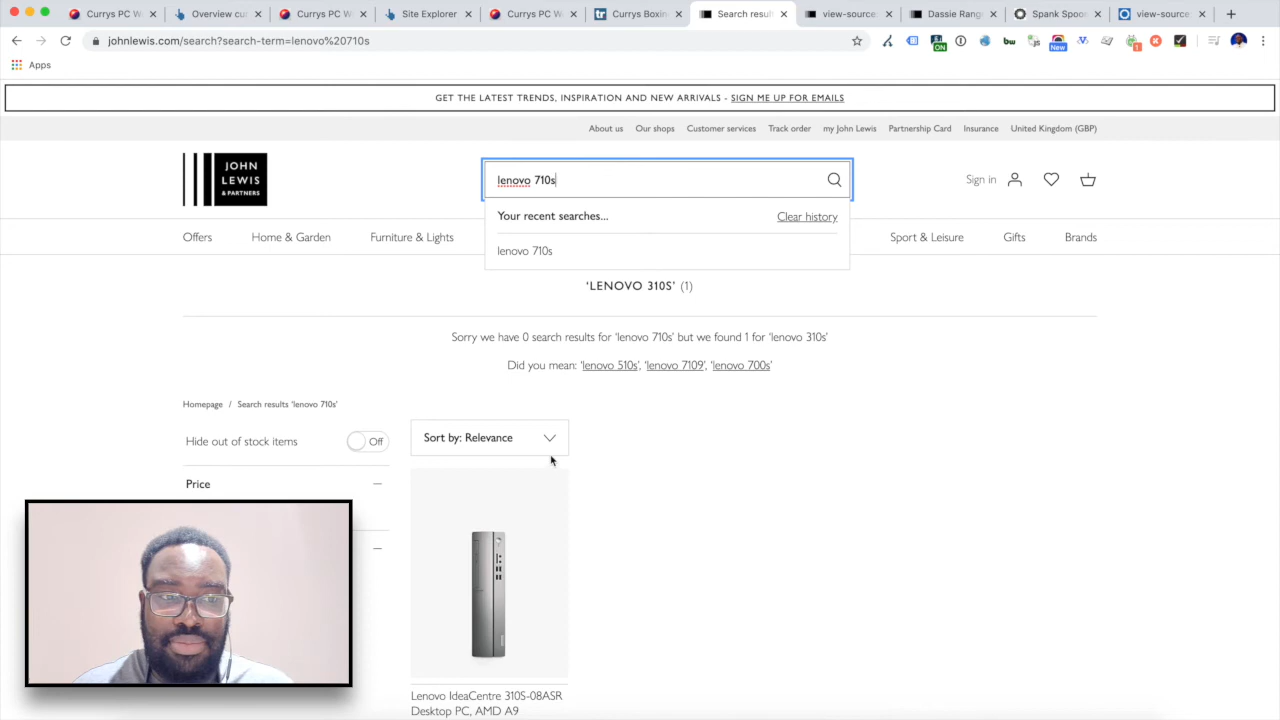 Currys PC W
Overview cu
Currys PC W
Site Explorer
Currys PC W
Currys Boxin
Search resul
view-source
Dassie Rang
Spank Spoon
view-source
johnlewis.com/search?search-term=lenovo%20710s
ON
New
1
Apps
GET THE LATEST TRENDS, INSPIRATION AND NEW ARRIVALS - SIGN ME UP FOR EMAILS
About us Our shops Customer services Track order my John Lewis Partnership Card Insurance United Kingdom (GBP)
JOHN
LEWIS
& PARTNERS
lenovo 710s
Sign in
Your recent searches...
Clear history
lenovo 710s
Offers Home & Garden Furniture & Lights Sport & Leisure Gifts Brands
‘LENOVO 310S’ (1)
Sorry we have 0 search results for ‘lenovo 710s’ but we found 1 for ‘lenovo 310s’
Did you mean: ‘lenovo 510s’, ‘lenovo 7109’, ‘lenovo 700s’
Homepage / Search results ‘lenovo 710s’
Hide out of stock items
Off
Sort by: Relevance
Price
Lenovo IdeaCentre 310S-08ASR
Desktop PC, AMD A9